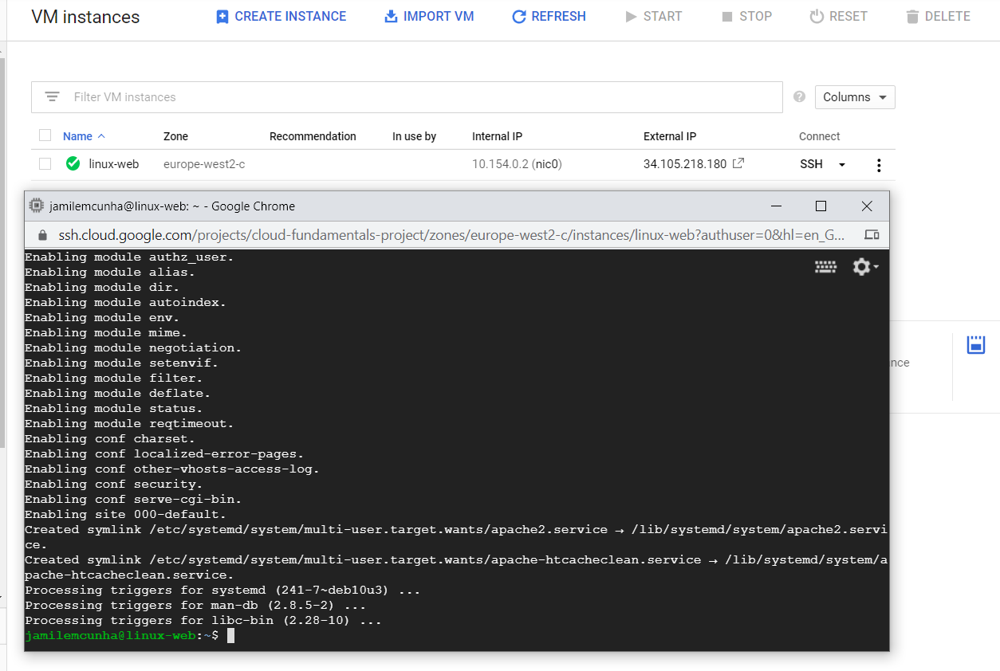 VM instances CREATE INSTANCE IMPORT VM REFRESH START STOP RESET DELETE
Filter VM instances Columns
Name Zone Recommendation In use by Internal IP External IP Connect
linux-web europe-west2-c 10.154.0.2 (nic0) 34.105.218.180 SSH
jamilemcunha@linux-web: ~ - Google Chrome
ssh.cloud.google.com/projects/cloud-fundamentals-project/zones/europe-west2-c/instances/linux-web?authuser=0&hl=en_G...
Enabling module authz_user.
Enabling module alias.
Enabling module dir.
Enabling module autoindex.
Enabling module env.
Enabling module mime.
Enabling module negotiation.
nce
Enabling module setenvif.
Enabling module filter.
Enabling module deflate.
Enabling module status.
Enabling module reqtimeout.
Enabling conf charset.
Enabling conf localized-error-pages.
Enabling conf other-vhosts-access-log.
Enabling conf security.
Enabling conf serve-cgi-bin.
Enabling site 000-default.
Created symlink /etc/systemd/system/multi-user.target.wants/apache2.service → /lib/systemd/system/apache2.servi
ce.
Created symlink /etc/systemd/system/multi-user.target.wants/apache-htcacheclean.service → /lib/systemd/system/a
pache-htcacheclean.service.
Processing triggers for systemd (241-7~deb10u3) ...
Processing triggers for man-db (2.8.5-2) ...
Processing triggers for libc-bin (2.28-10) ...
jamilemcunha@linux-web:~$